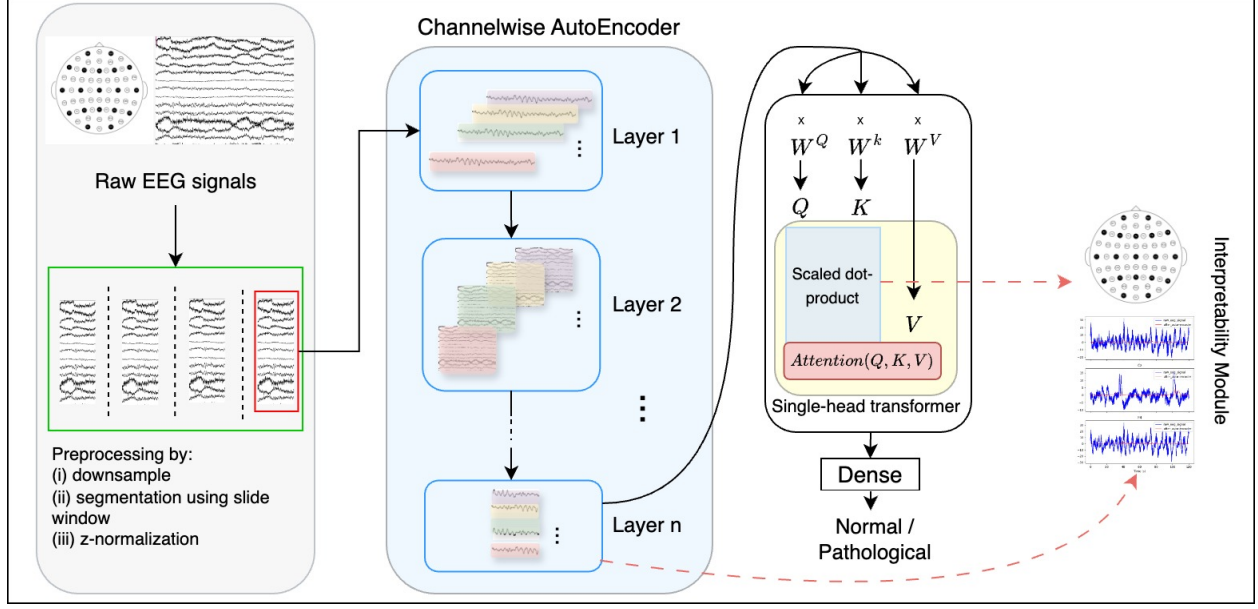 Raw EEG signals
Preprocessing by:
(i) downsample
(ii) segmentation using slide
window
(iii) z-normalization
Channelwise AutoEncoder
Layer 1
Layer 2
Layer n
x x x
W^Q W^k W^V
Q K
Scaled dot-
product
V
Attention(Q, K, V)
Single-head transformer
Dense
Normal /
Pathological
Interpretability Module